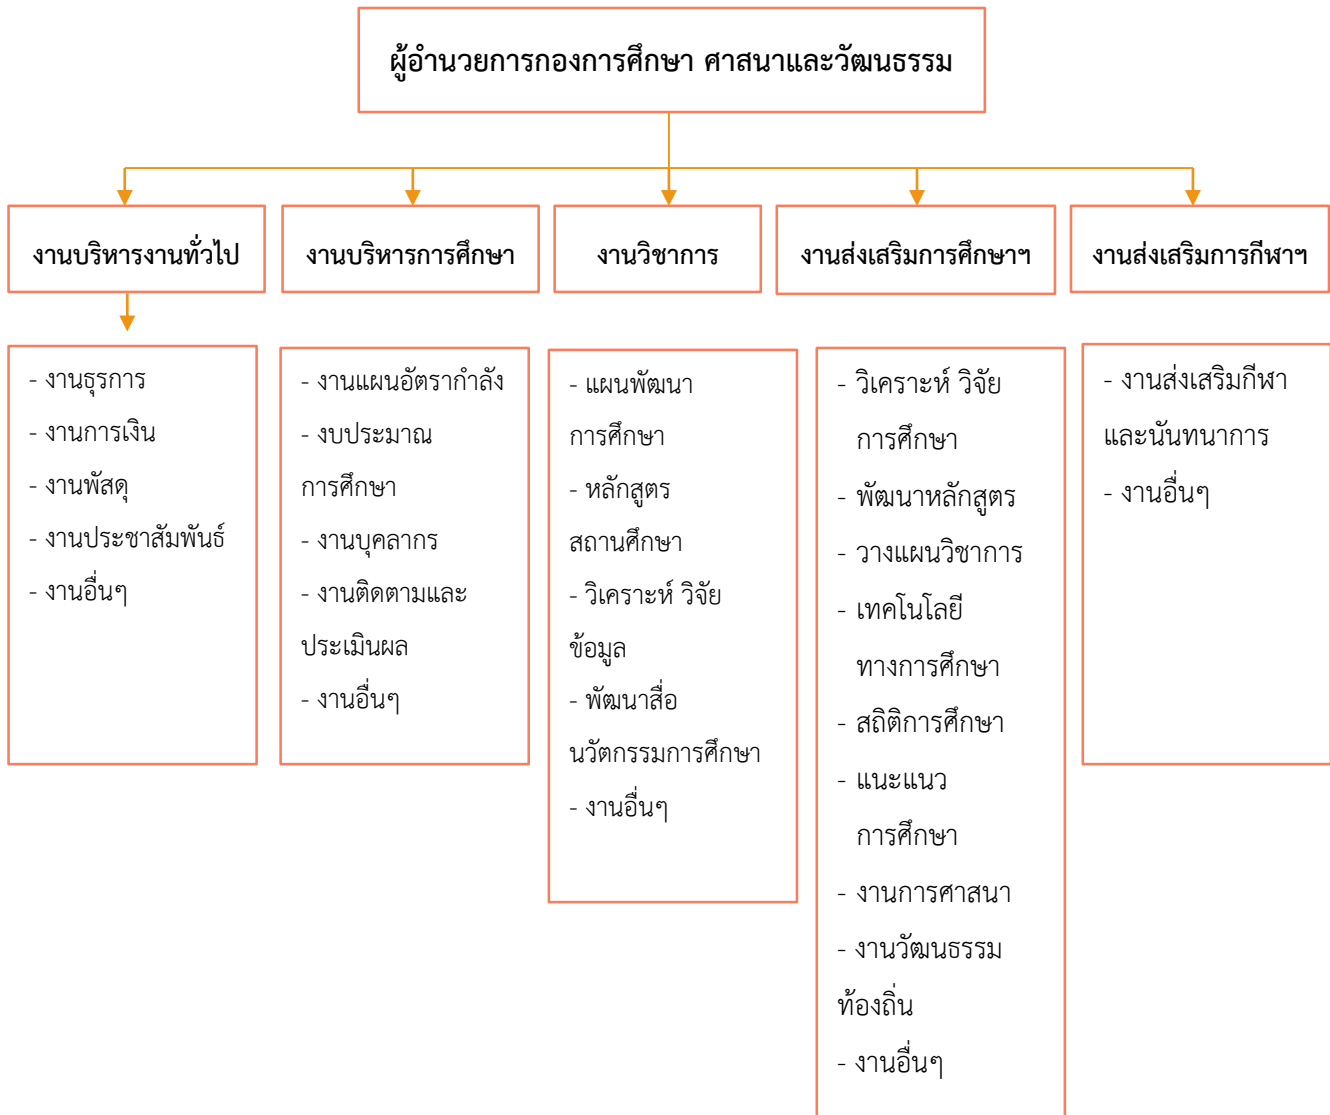 ผู้อำนวยการกองการศึกษา ศาสนาและวัฒนธรรม
งานบริหารงานทั่วไป
งานบริหารการศึกษา
งานวิชาการ
งานส่งเสริมการศึกษาฯ
งานส่งเสริมการกีฬาฯ
- งานธุรการ
- งานการเงิน
- งานพัสดุ
- งานประชาสัมพันธ์
- งานอื่นๆ
- งานแผนอัตรากำลัง
- งบประมาณ
การศึกษา
- งานบุคลากร
- งานติดตามและ
ประเมินผล
- งานอื่นๆ
- แผนพัฒนา
การศึกษา
- หลักสูตร
สถานศึกษา
- วิเคราะห์ วิจัย
ข้อมูล
- พัฒนาสื่อ
นวัตกรรมการศึกษา
- งานอื่นๆ
- วิเคราะห์ วิจัย
การศึกษา
- พัฒนาหลักสูตร
- วางแผนวิชาการ
- เทคโนโลยี
ทางการศึกษา
- สถิติการศึกษา
- แนะแนว
การศึกษา
- งานการศาสนา
- งานวัฒนธรรม
ท้องถิ่น
- งานอื่นๆ
- งานส่งเสริมกีฬา
และนันทนาการ
- งานอื่นๆ